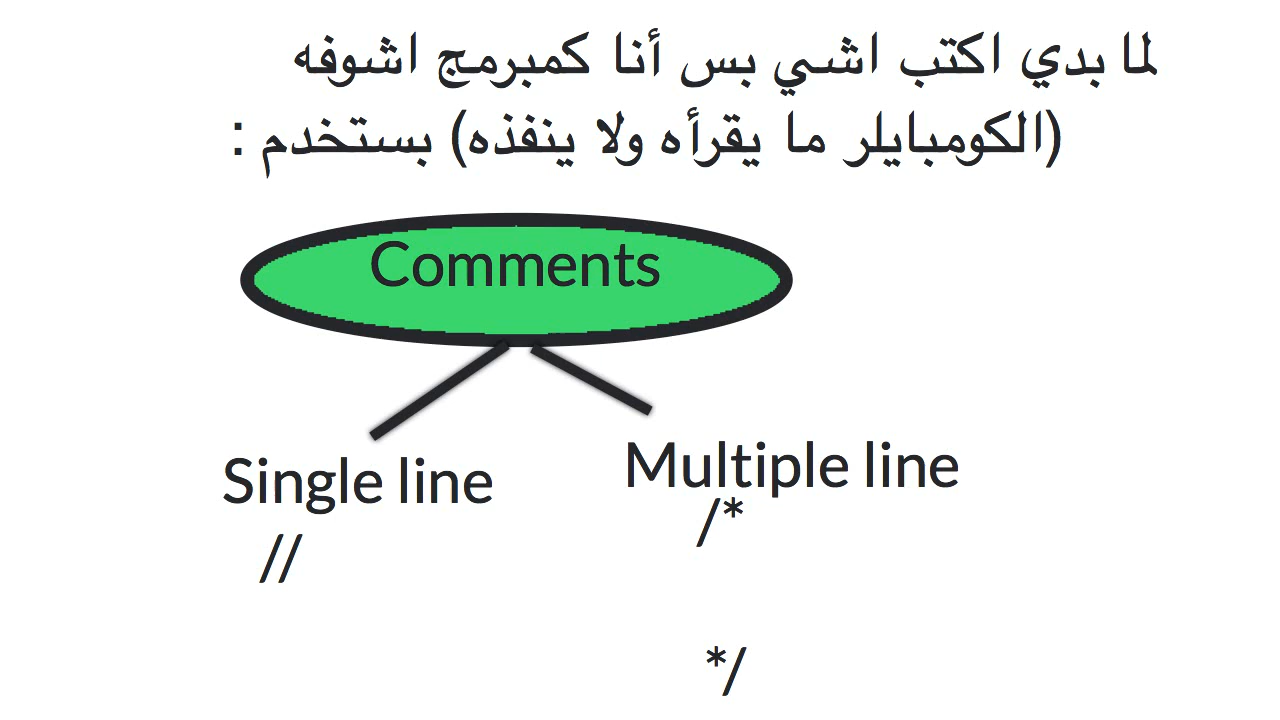 لما بدي اكتب اشي بس أنا كمبرمج اشوفه
(الكومبايلر ما يقرأه ولا ينفذه) بستخدم :
Comments
Single line
//
Multiple line
/*
*/